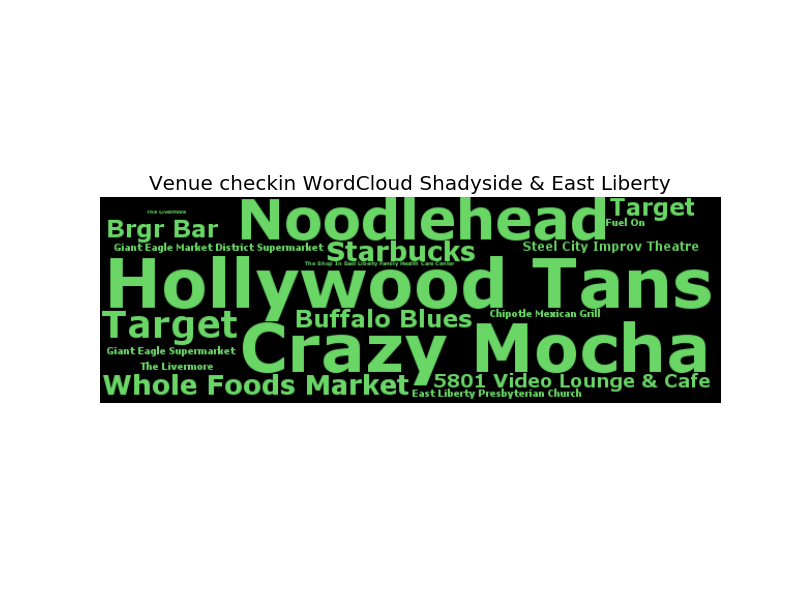 Venue checkin WordCloud Shadyside & East Liberty
The Livermore
Noodlehead
Target
Brgr Bar
Fuel On
Giant Eagle Market District Supermarket
Starbucks
Steel City Improv Theatre
The Shop In East Liberty Family Health Care Center
Hollywood Tans
Target
Buffalo Blues
Chipotle Mexican Grill
Crazy Mocha
Giant Eagle Supermarket
The Livermore
Whole Foods Market
5801 Video Lounge & Cafe
East Liberty Presbyterian Church